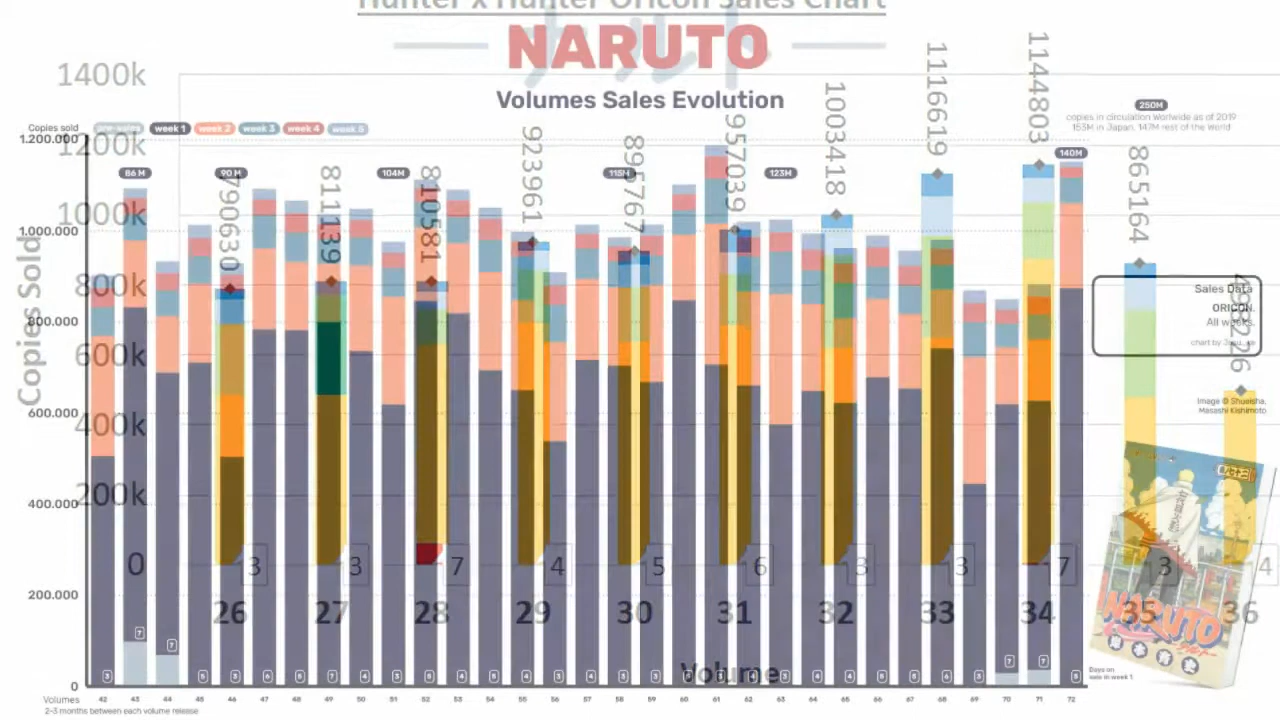 Hunter x Hunter Oricon Sales Chart
NARUTO
Volumes Sales Evolution
Copies sold
pre-sales week 1 week 2 week 3 week 4 week 5
1400k
1200k
1000k
800k
600k
400k
200k
0
Copies Sold
1.200.000
1.000.000
800.000
600.000
400.000
200.000
0
86 M
90 M
104M
115M
123M
140M
250M
copies in circulation worlwide as of 2019
153M in Japan, 147M rest of the World
790630
811139
810581
923961
895767
957039
1003418
1116619
1144803
865164
498226
Sales Data
ORICON.
All weeks.
Image © Shueisha,
Masashi Kishimoto
3 3 7 4 5 6 3 3 7 3 4
26 27 28 29 30 31 32 33 34 35 36
Volume
NARUTO
Days on
sale in week 1
Volumes 42 43 44 45 46 47 48 49 50 51 52 53 54 55 56 57 58 59 60 61 62 63 64 65 66 67 68 69 70 71 72
2-3 months between each volume release